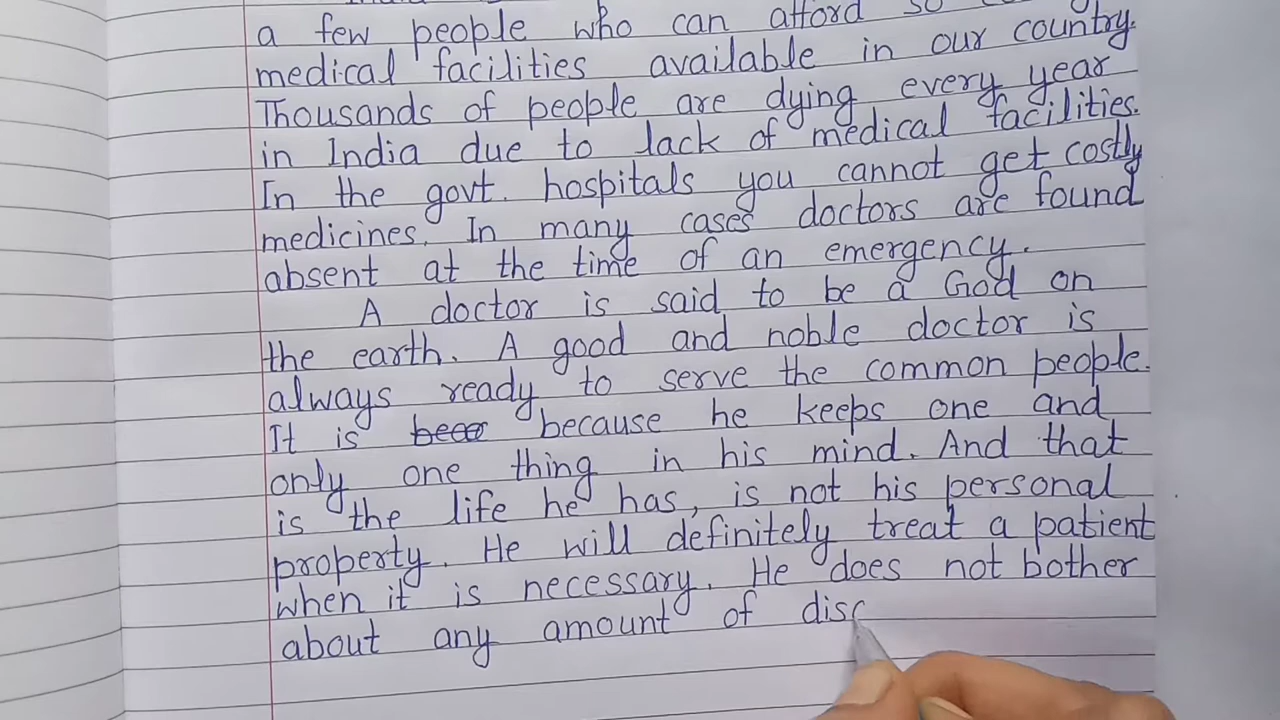 a few people who can afford so
medical facilities available in our country.
Thousands of people are dying every year
in India due to lack of medical facilities.
In the govt. hospitals you cannot get costly
medicines. In many cases doctors are found
absent at the time of an emergency.
A doctor is said to be a God on
the earth. A good and noble doctor is
always ready to serve the common people.
It is because he keeps one and
only one thing in his mind. And that
is the life he has, is not his personal
property. He will definitely treat a patient
when it is necessary. He does not bother
about any amount of disc